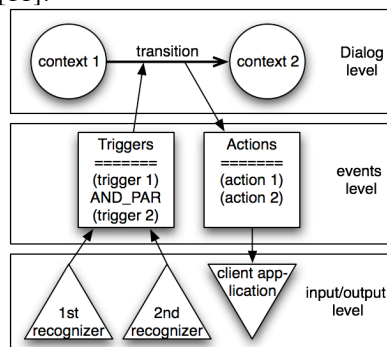 transition
context 1
context 2
Dialog
level
Triggers
=======
(trigger 1)
AND_PAR
(trigger 2)
Actions
=======
(action 1)
(action 2)
events
level
1st
recognizer
2nd
recognizer
client app-
lication
input/output
level